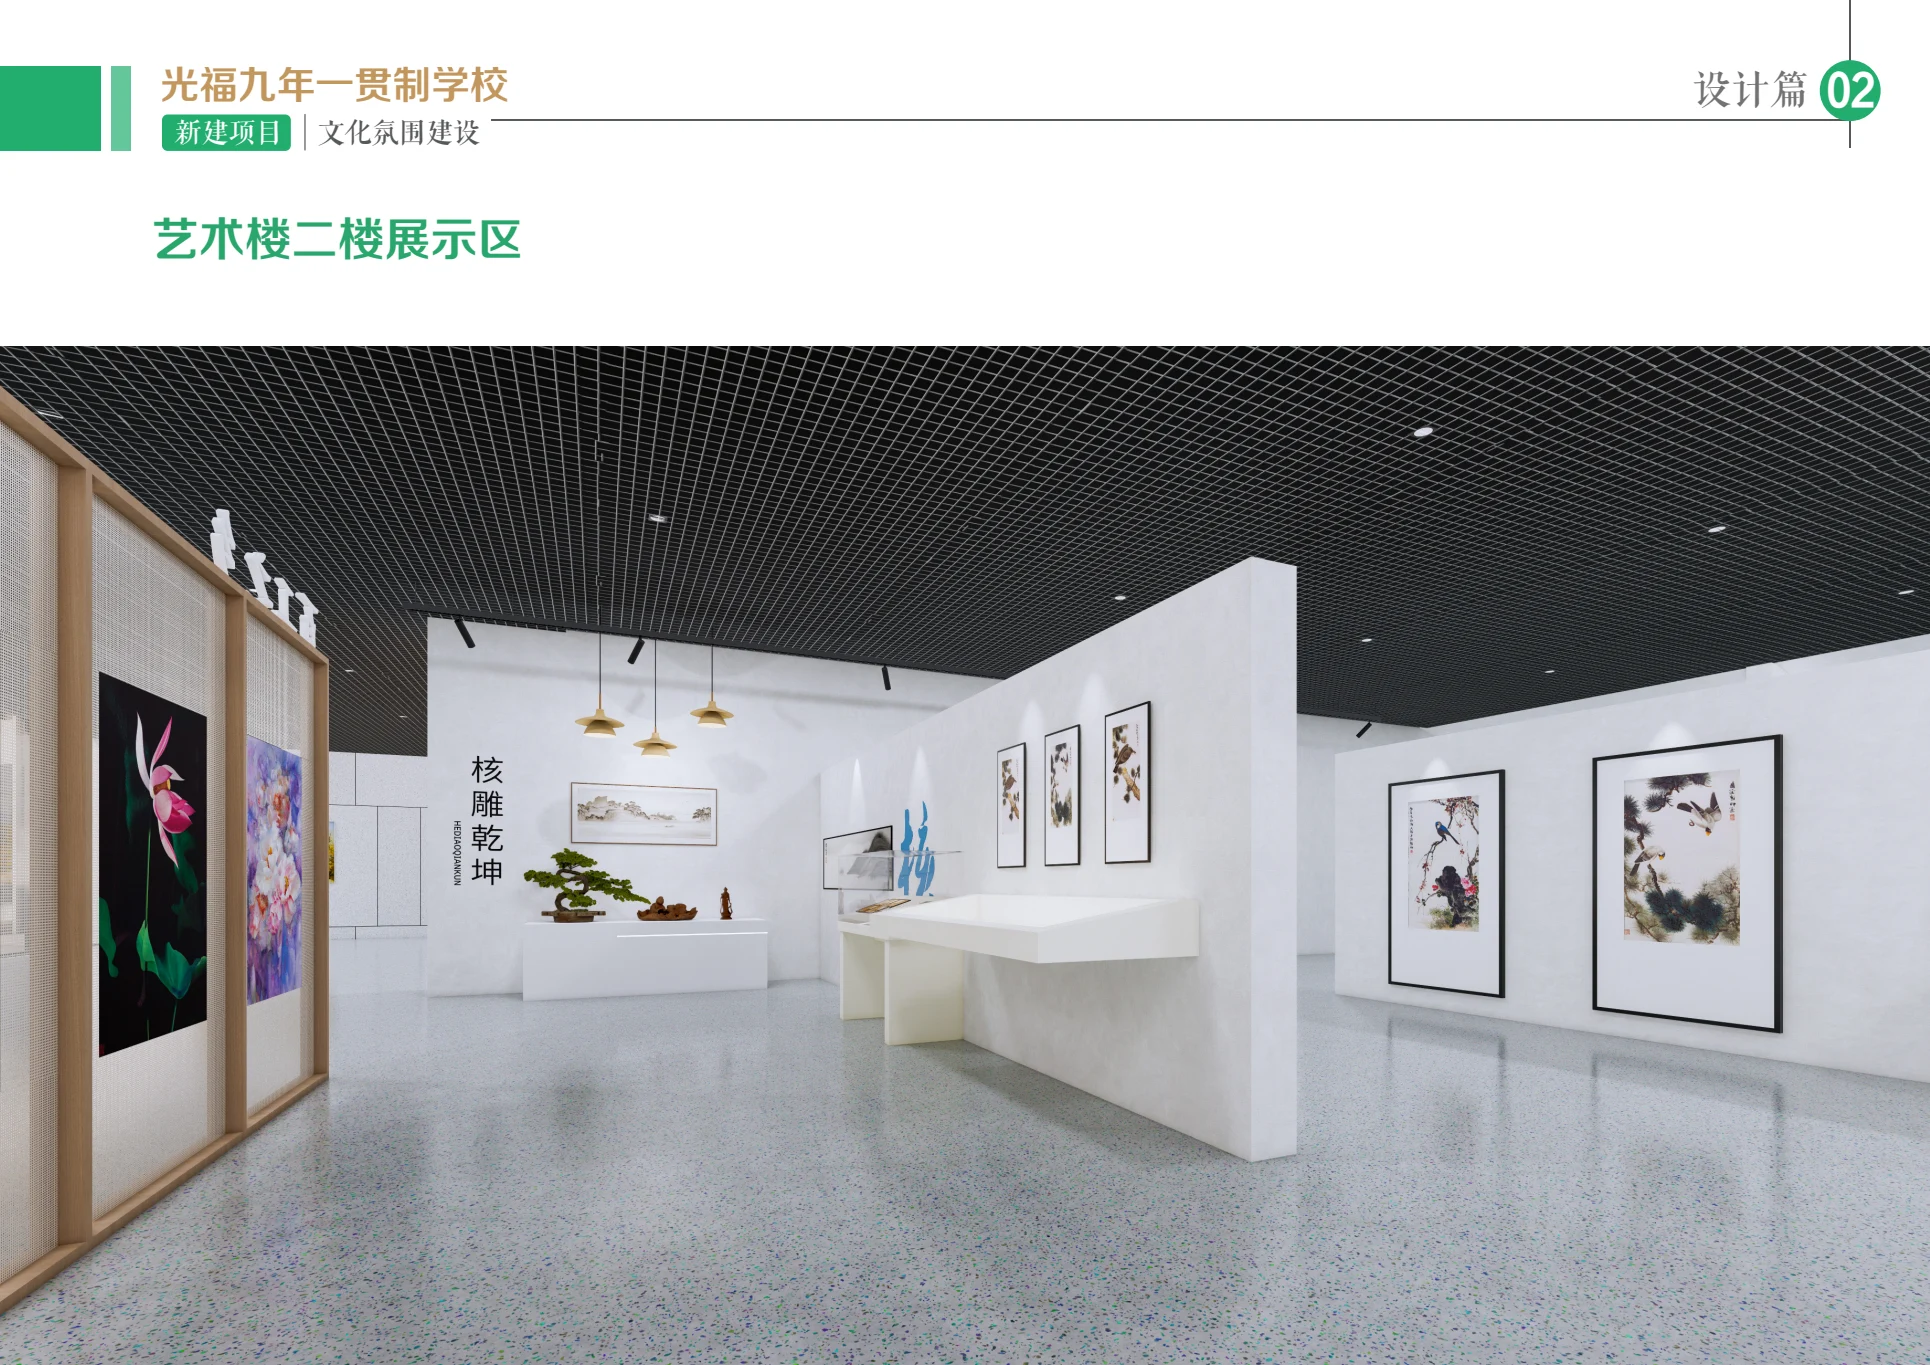 光福九年一贯制学校
新建项目 | 文化氛围建设
设计篇 02
艺术楼二楼展示区
核雕乾坤
HEDIAOQIANKUN
核